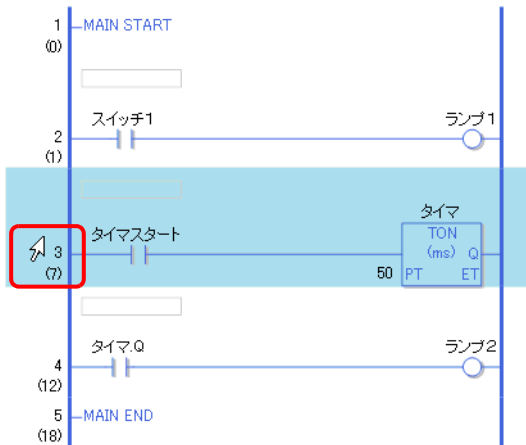 1 MAIN START
(0)
スイッチ1 ランプ1
2
(1)
タイマ
タイマスタート TON
3 (ms) Q
(7) 50 PT ET
タイマ.Q ランプ2
4
(12)
5 MAIN END
(18)